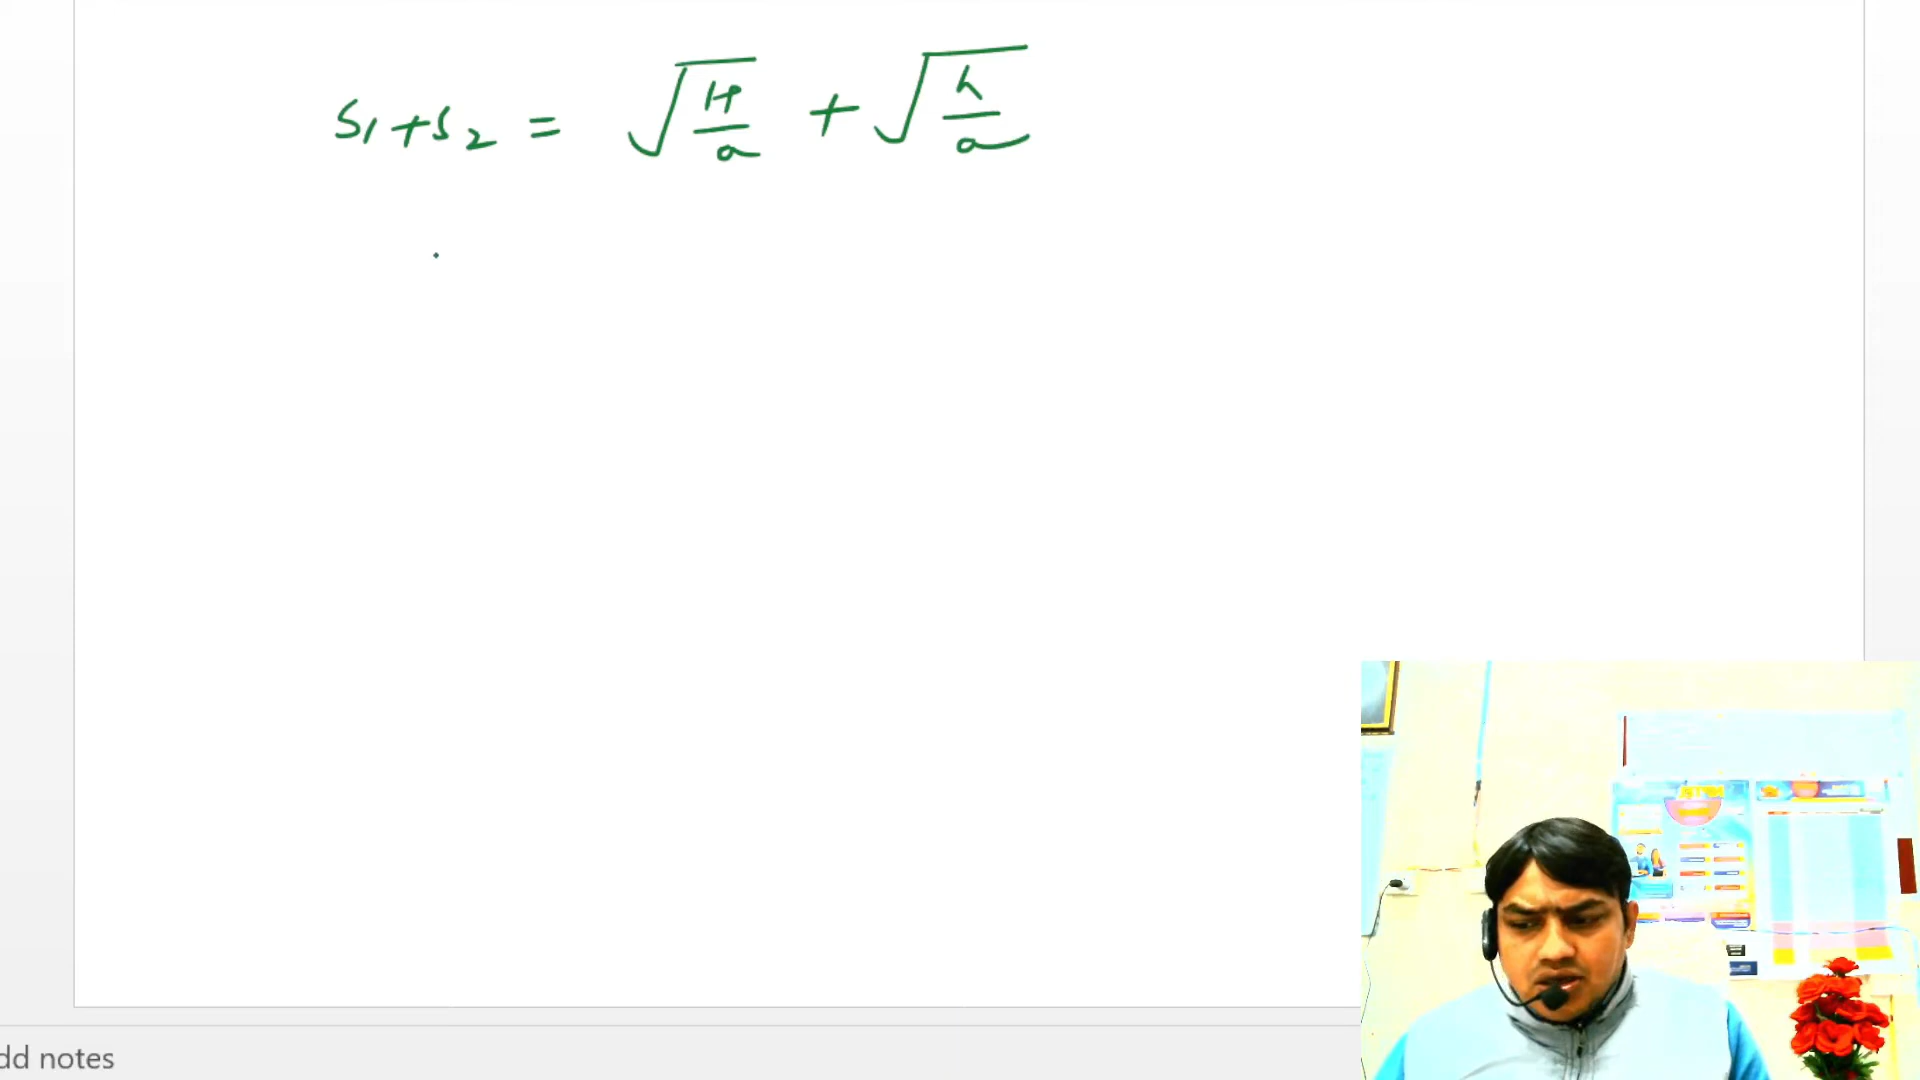 S1+S2 = √(H/a) + √(h/a)
dd notes